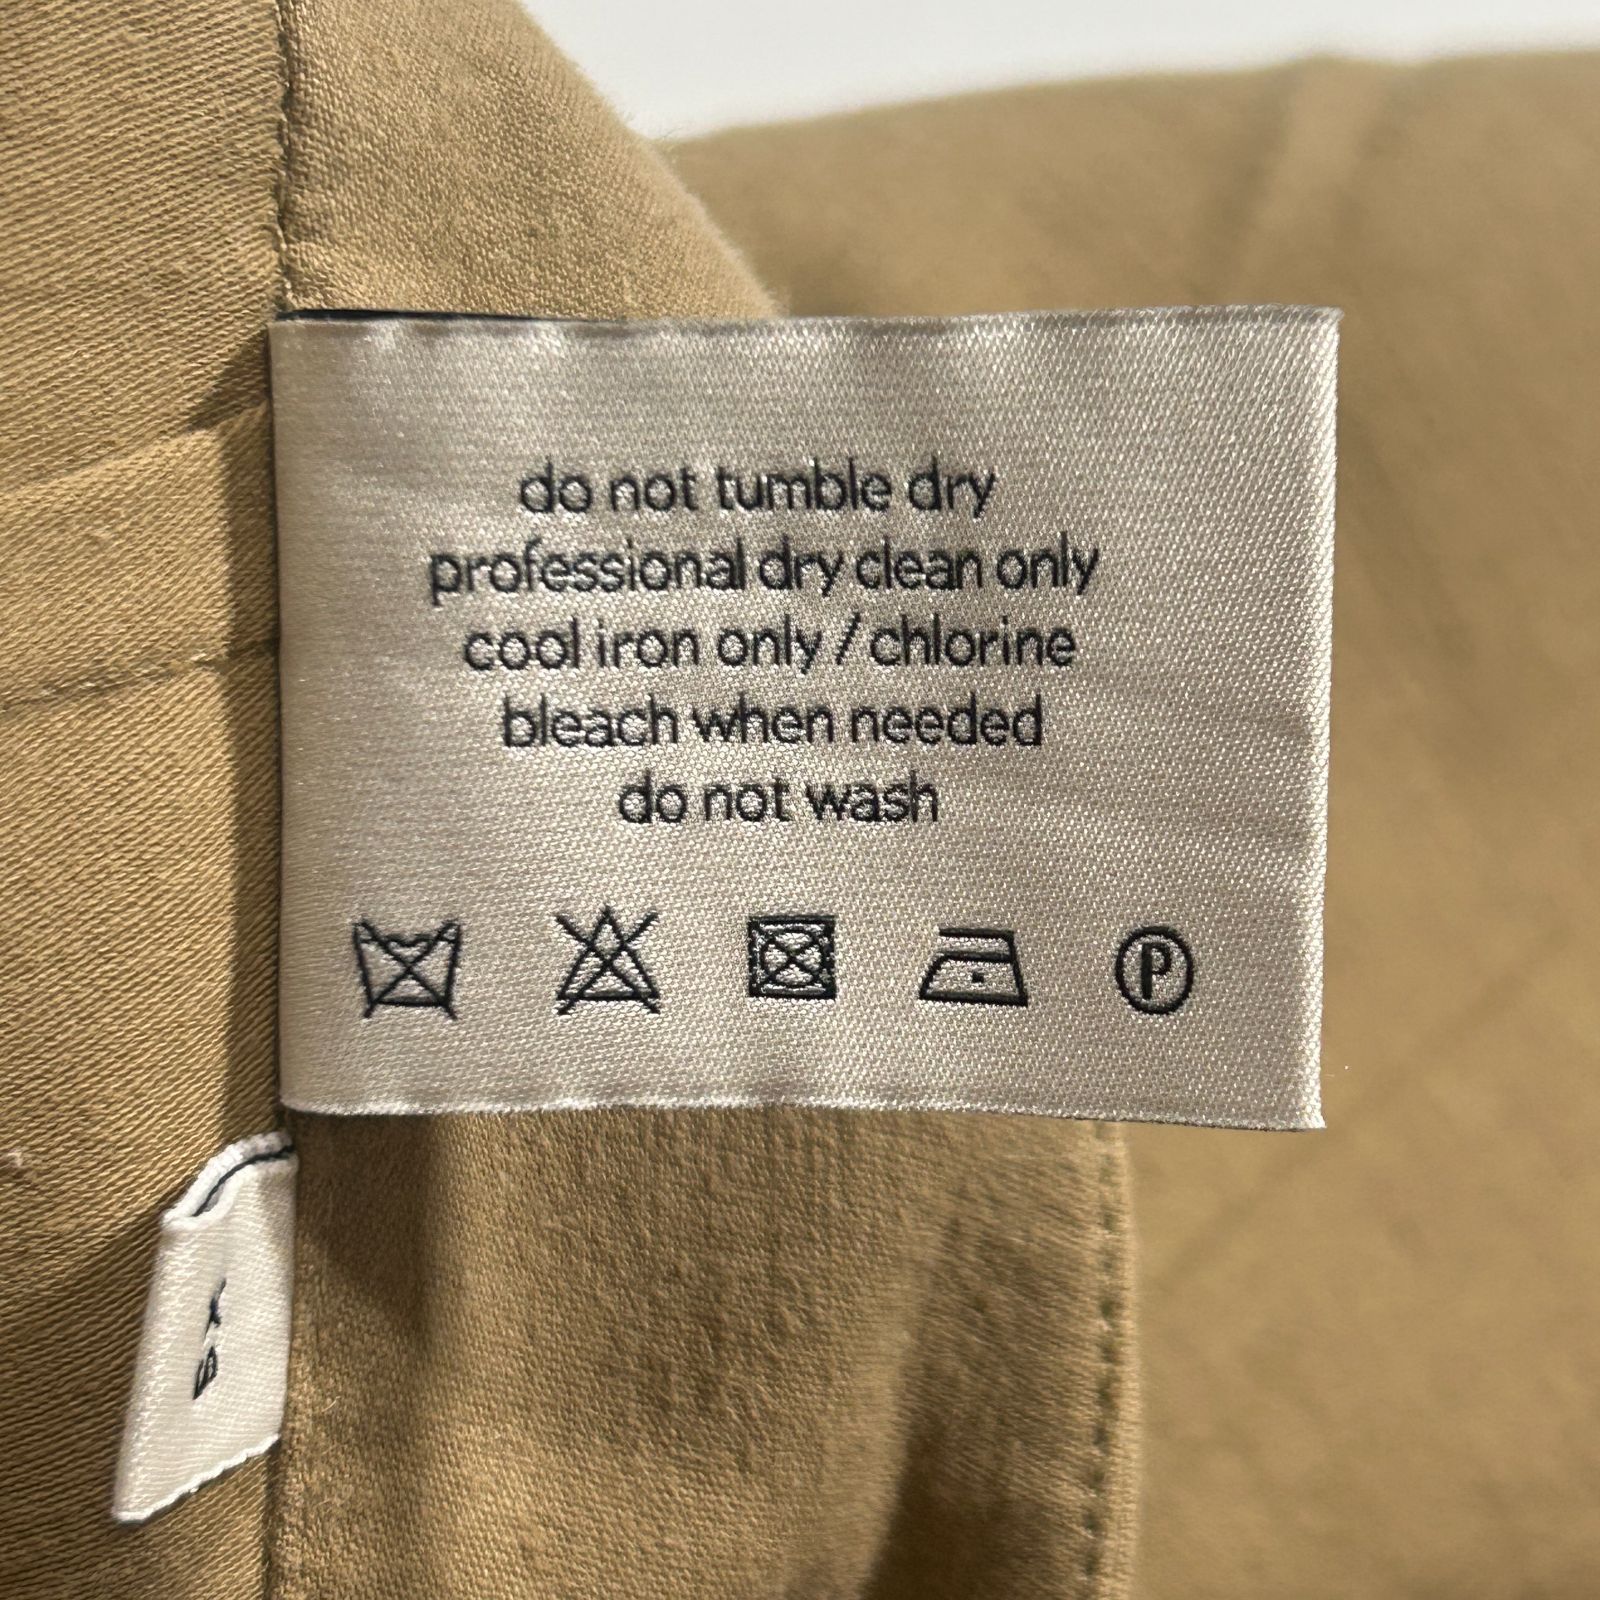 do not tumble dry
professional dry clean only
cool iron only / chlorine
bleach when needed
do not wash
P